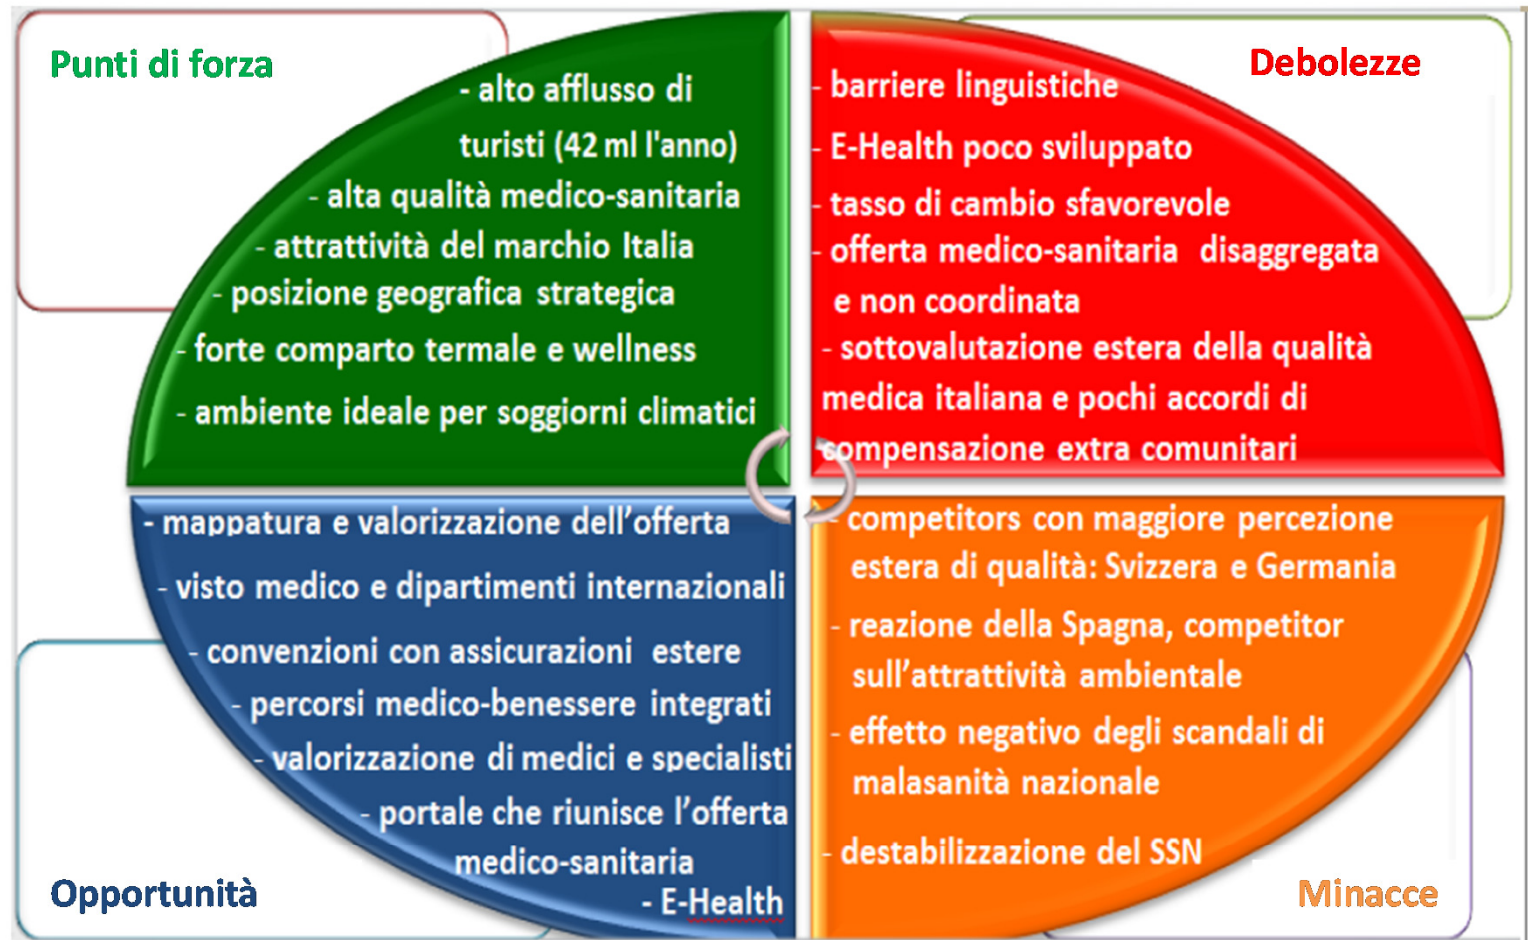 Punti di forza
- alto afflusso di
turisti (42 ml l'anno)
- alta qualità medico-sanitaria
- attrattività del marchio Italia
- posizione geografica strategica
- forte comparto termale e wellness
- ambiente ideale per soggiorni climatici
Debolezze
- barriere linguistiche
- E-Health poco sviluppato
- tasso di cambio sfavorevole
- offerta medico-sanitaria disaggregata
e non coordinata
- sottovalutazione estera della qualità
medica italiana e pochi accordi di
compensazione extra comunitari
- mappatura e valorizzazione dell'offerta
- visto medico e dipartimenti internazionali
- convenzioni con assicurazioni estere
- percorsi medico-benessere integrati
- valorizzazione di medici e specialisti
- portale che riunisce l'offerta
medico-sanitaria
- E-Health
Opportunità
- competitors con maggiore percezione
estera di qualità: Svizzera e Germania
- reazione della Spagna, competitor
sull'attrattività ambientale
- effetto negativo degli scandali di
malasanità nazionale
- destabilizzazione del SSN
Minacce